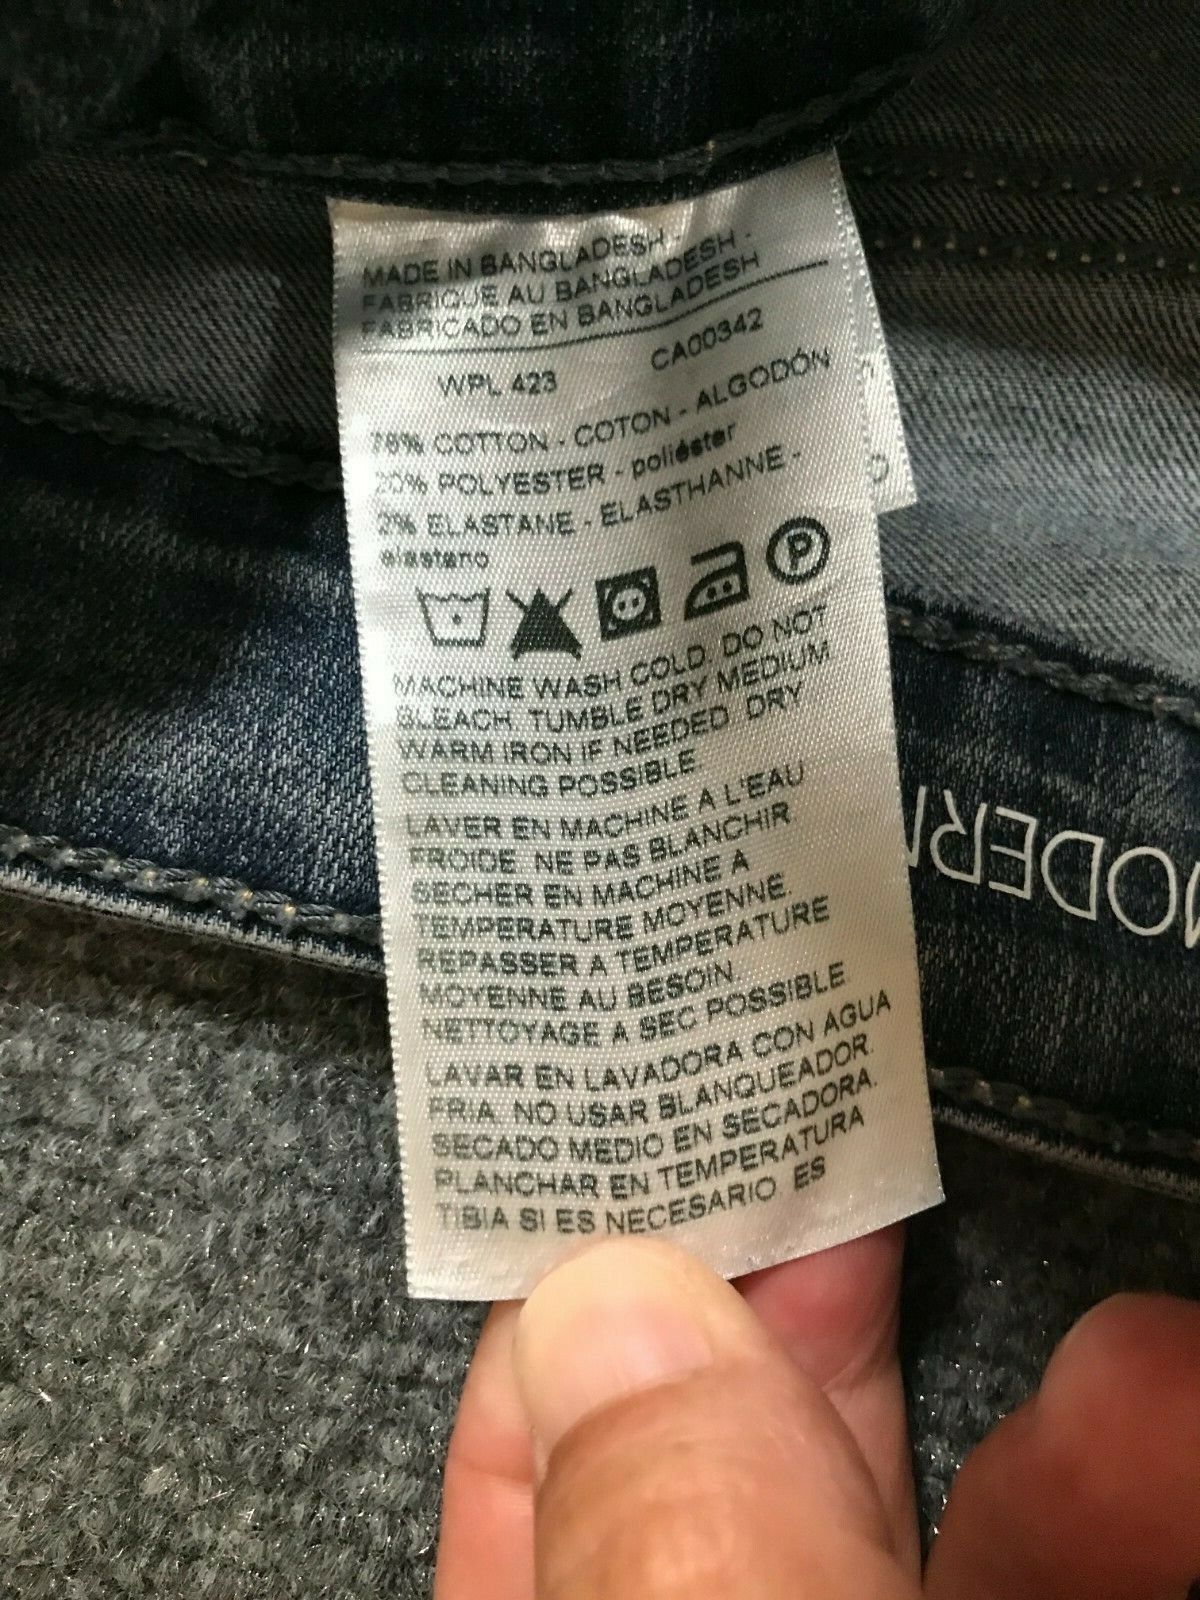 MADE IN BANGLADESH -
FABRIQUE AU BANGLADESH -
FABRICADO EN BANGLADESH
WPL 423 CA00342
78% COTTON - COTON - ALGODÓN
20% POLYESTER - poliéster
2% ELASTANE - ELASTHANNE -
elastano
P
MACHINE WASH COLD DO NOT
BLEACH TUMBLE DRY MEDIUM
WARM IRON IF NEEDED DRY
CLEANING POSSIBLE
LAVER EN MACHINE A L'EAU
FROIDE NE PAS BLANCHIR
SECHER EN MACHINE A
TEMPERATURE MOYENNE.
REPASSER A TEMPERATURE
MOYENNE AU BESOIN
NETTOYAGE A SEC POSSIBLE
LAVAR EN LAVADORA CON AGUA
FRIA NO USAR BLANQUEADOR.
SECADO MEDIO EN SECADORA.
PLANCHAR EN TEMPERATURA
TIBIA SI ES NECESARIO ES